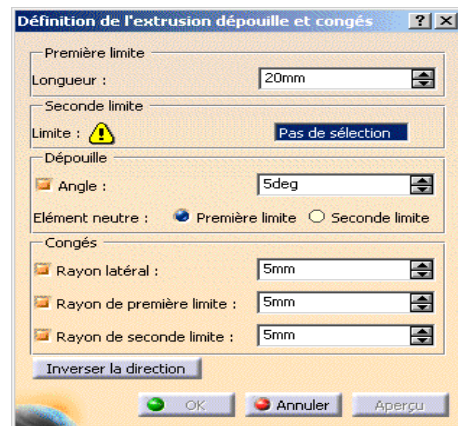 Définition de l'extrusion dépouille et congés ? X
Première limite
Longueur : 20mm
Seconde limite
Limite : ! Pas de sélection
Dépouille
Angle : 5deg
Elément neutre : Première limite Seconde limite
Congés
Rayon latéral : 5mm
Rayon de première limite : 5mm
Rayon de seconde limite : 5mm
Inverser la direction
OK Annuler Aperçu